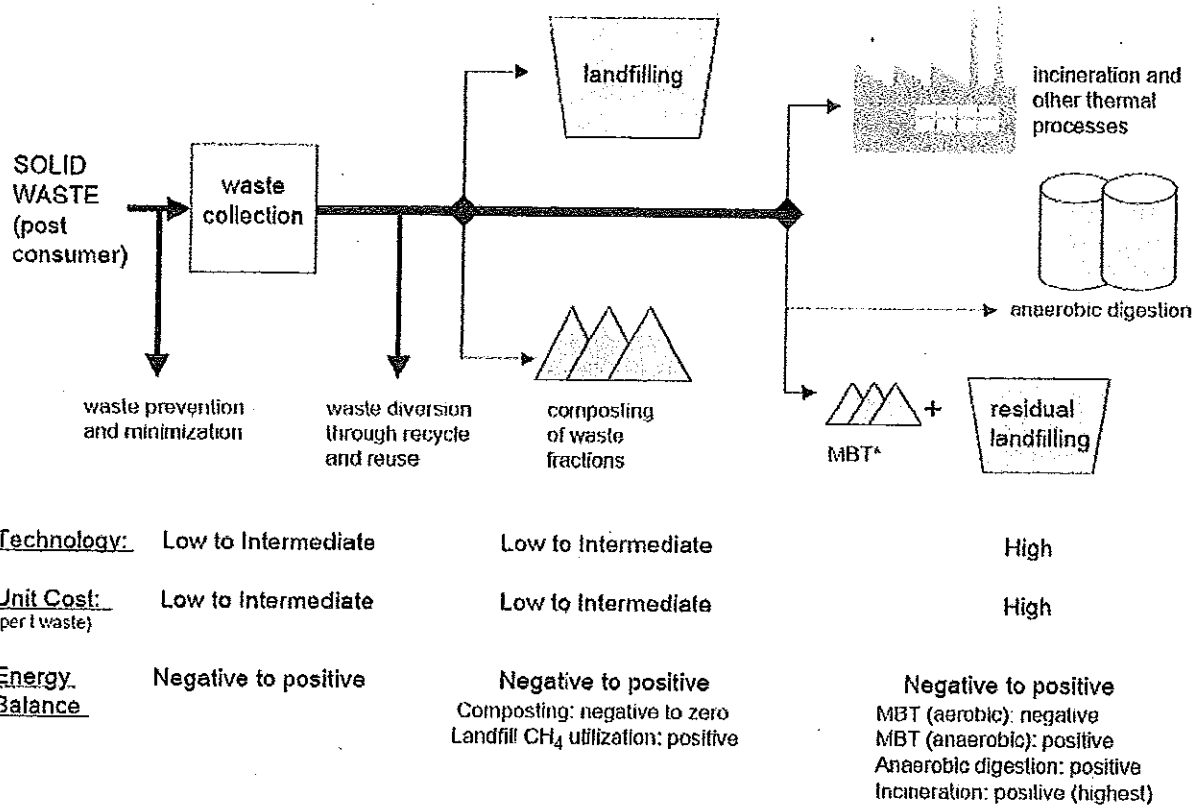 landfilling
incineration and
other thermal
processes
SOLID
WASTE
(post
consumer)
waste
collection
anaerobic digestion
waste prevention
and minimization
waste diversion
through recycle
and reuse
composting
of waste
fractions
MBT*
+
residual
landfilling
Technology: Low to Intermediate Low to Intermediate High
Unit Cost: Low to Intermediate Low to Intermediate High
(per t waste)
Energy Negative to positive Negative to positive Negative to positive
Balance
Composting: negative to zero
Landfill CH₄ utilization: positive
MBT (aerobic): negative
MBT (anaerobic): positive
Anaerobic digestion: positive
Incineration: positive (highest)